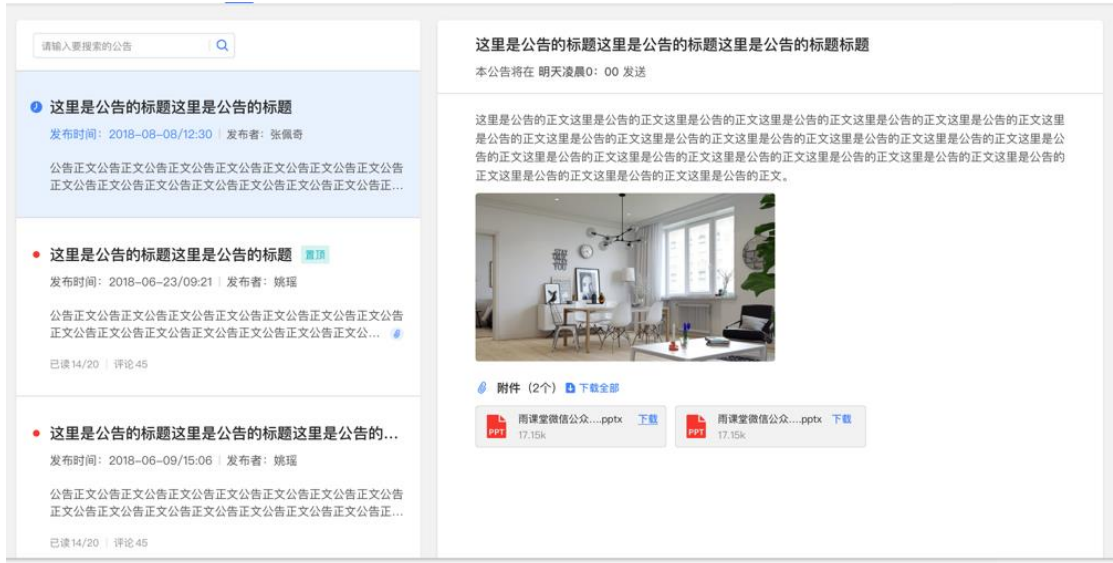 请输入要搜索的公告
这里是公告的标题这里是公告的标题
发布时间：2018-08-08/12:30 | 发布者：张佩奇
公告正文公告正文公告正文公告正文公告正文公告正文公告正文公告
正文公告正文公告正文公告正文公告正文公告正文公告正文公告正...
这里是公告的标题这里是公告的标题 置顶
发布时间：2018-06-23/09:21 | 发布者：姚瑶
公告正文公告正文公告正文公告正文公告正文公告正文公告正文公告
正文公告正文公告正文公告正文公告正文公告正文公告正文公...
已读14/20 | 评论45
这里是公告的标题这里是公告的标题这里是公告的...
发布时间：2018-06-09/15:06 | 发布者：姚瑶
公告正文公告正文公告正文公告正文公告正文公告正文公告正文公告
正文公告正文公告正文公告正文公告正文公告正文公告正文公告正...
已读14/20 | 评论45
这里是公告的标题这里是公告的标题这里是公告的标题标题
本公告将在 明天凌晨0：00 发送
这里是公告的正文这里是公告的正文这里是公告的正文这里是公告的正文这里是公告的正文这里是公告的正文这里
是公告的正文这里是公告的正文这里是公告的正文这里是公告的正文这里是公告的正文这里是公告的正文这里是公
告的正文这里是公告的正文这里是公告的正文这里是公告的正文这里是公告的正文这里是公告的正文这里是公告的
正文这里是公告的正文这里是公告的正文这里是公告的正文。
附件（2个） 下载全部
PPT 雨课堂微信公众....pptx 下载
17.15k
PPT 雨课堂微信公众....pptx 下载
17.15k